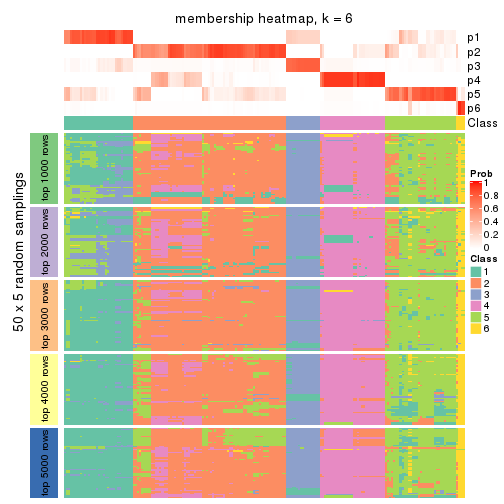 membership heatmap, k = 6
p1
p2
p3
p4
p5
p6
Class
50 x 5 random samplings
top 1000 rows
top 2000 rows
top 3000 rows
top 4000 rows
top 5000 rows
Prob
1
0.8
0.6
0.4
0.2
0
Class
1
2
3
4
5
6